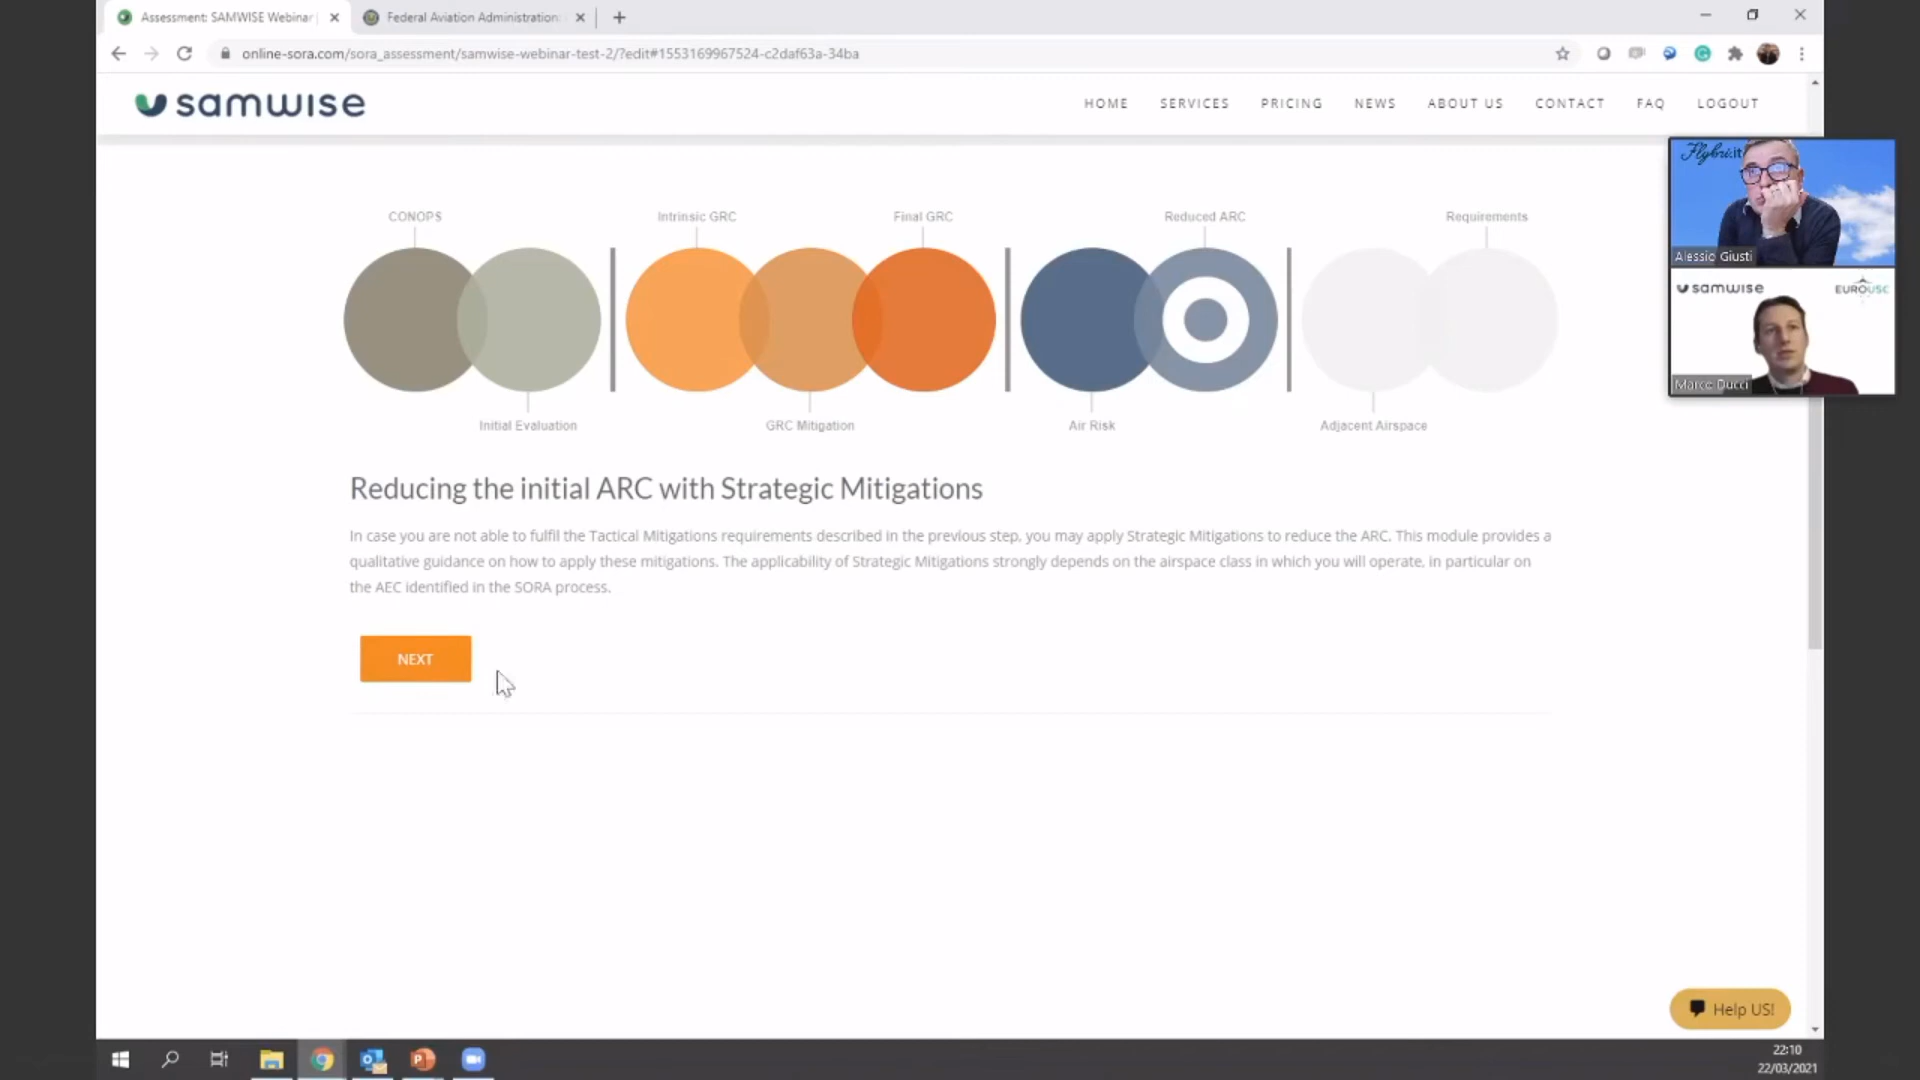 Assessment: SAMWISE Webinar
Federal Aviation Administration:
online-sora.com/sora_assessment/samwise-webinar-test-2/?edit#1553169967524-c2daf63a-34ba
samwise
HOME SERVICES PRICING NEWS ABOUT US CONTACT FAQ LOGOUT
Flybri.it
Alessio Giusti
samwise
EUROUSC
Marco Ducci
CONOPS
Intrinsic GRC
Final GRC
Reduced ARC
Requirements
Initial Evaluation
GRC Mitigation
Air Risk
Adjacent Airspace
Reducing the initial ARC with Strategic Mitigations
In case you are not able to fulfil the Tactical Mitigations requirements described in the previous step, you may apply Strategic Mitigations to reduce the ARC. This module provides a
qualitative guidance on how to apply these mitigations. The applicability of Strategic Mitigations strongly depends on the airspace class in which you will operate, in particular on
the AEC identified in the SORA process.
NEXT
Help US!
22:10
22/03/2021